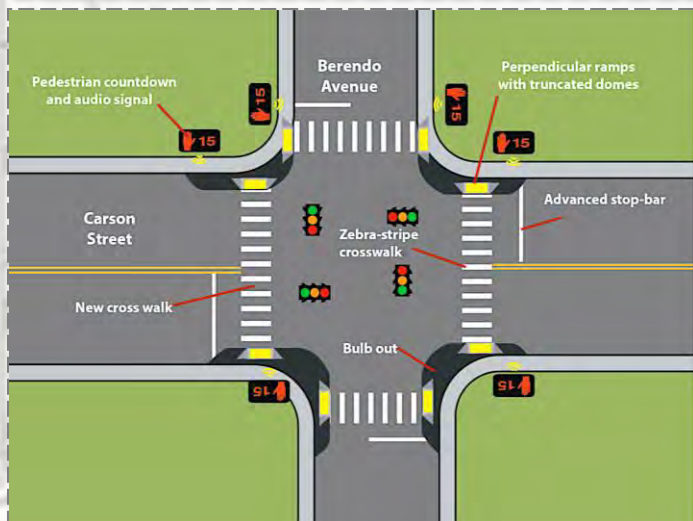 Berendo
Avenue
Pedestrian countdown
and audio signal
Perpendicular ramps
with truncated domes
15
15
15
15
Carson
Street
Advanced stop-bar
Zebra-stripe
crosswalk
New cross walk
Bulb out
15
15